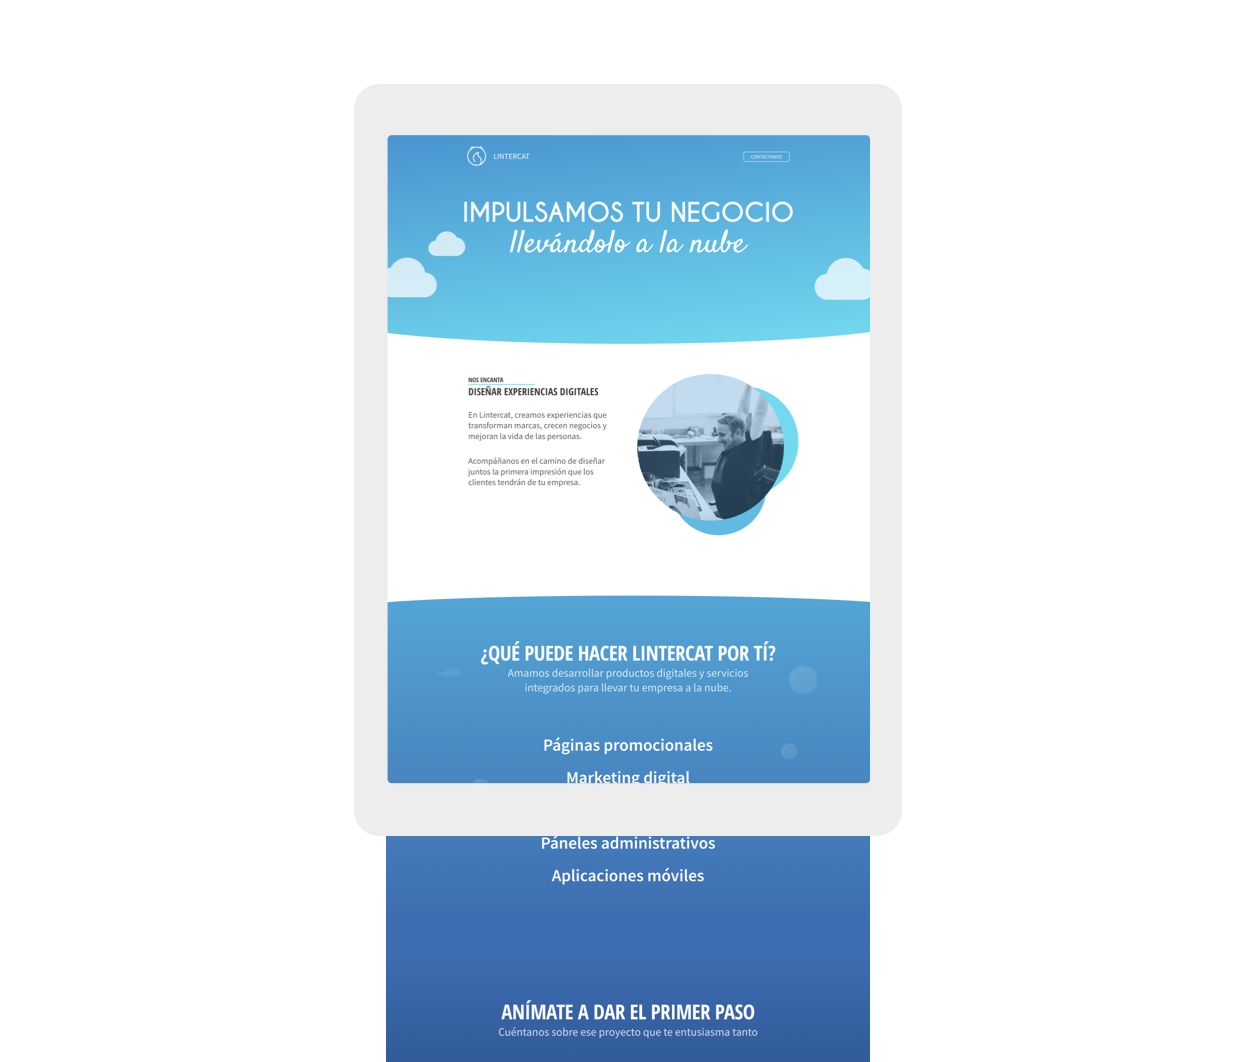 LINTERCAT
CONTÁCTANOS
IMPULSAMOS TU NEGOCIO
llevándolo a la nube
NOS ENCANTA
DISEÑAR EXPERIENCIAS DIGITALES
En Lintercat, creamos experiencias que
transforman marcas, crecen negocios y
mejoran la vida de las personas.
Acompáñanos en el camino de diseñar
juntos la primera impresión que los
clientes tendrán de tu empresa.
¿QUÉ PUEDE HACER LINTERCAT POR TÍ?
Amamos desarrollar productos digitales y servicios
integrados para llevar tu empresa a la nube.
Páginas promocionales
Marketing digital
Páneles administrativos
Aplicaciones móviles
ANÍMATE A DAR EL PRIMER PASO
Cuéntanos sobre ese proyecto que te entusiasma tanto